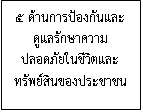 ๕ ด้านการป้องกันและ
ดูแลรักษาความ
ปลอดภัยในชีวิตและ
ทรัพย์สินของประชาชน